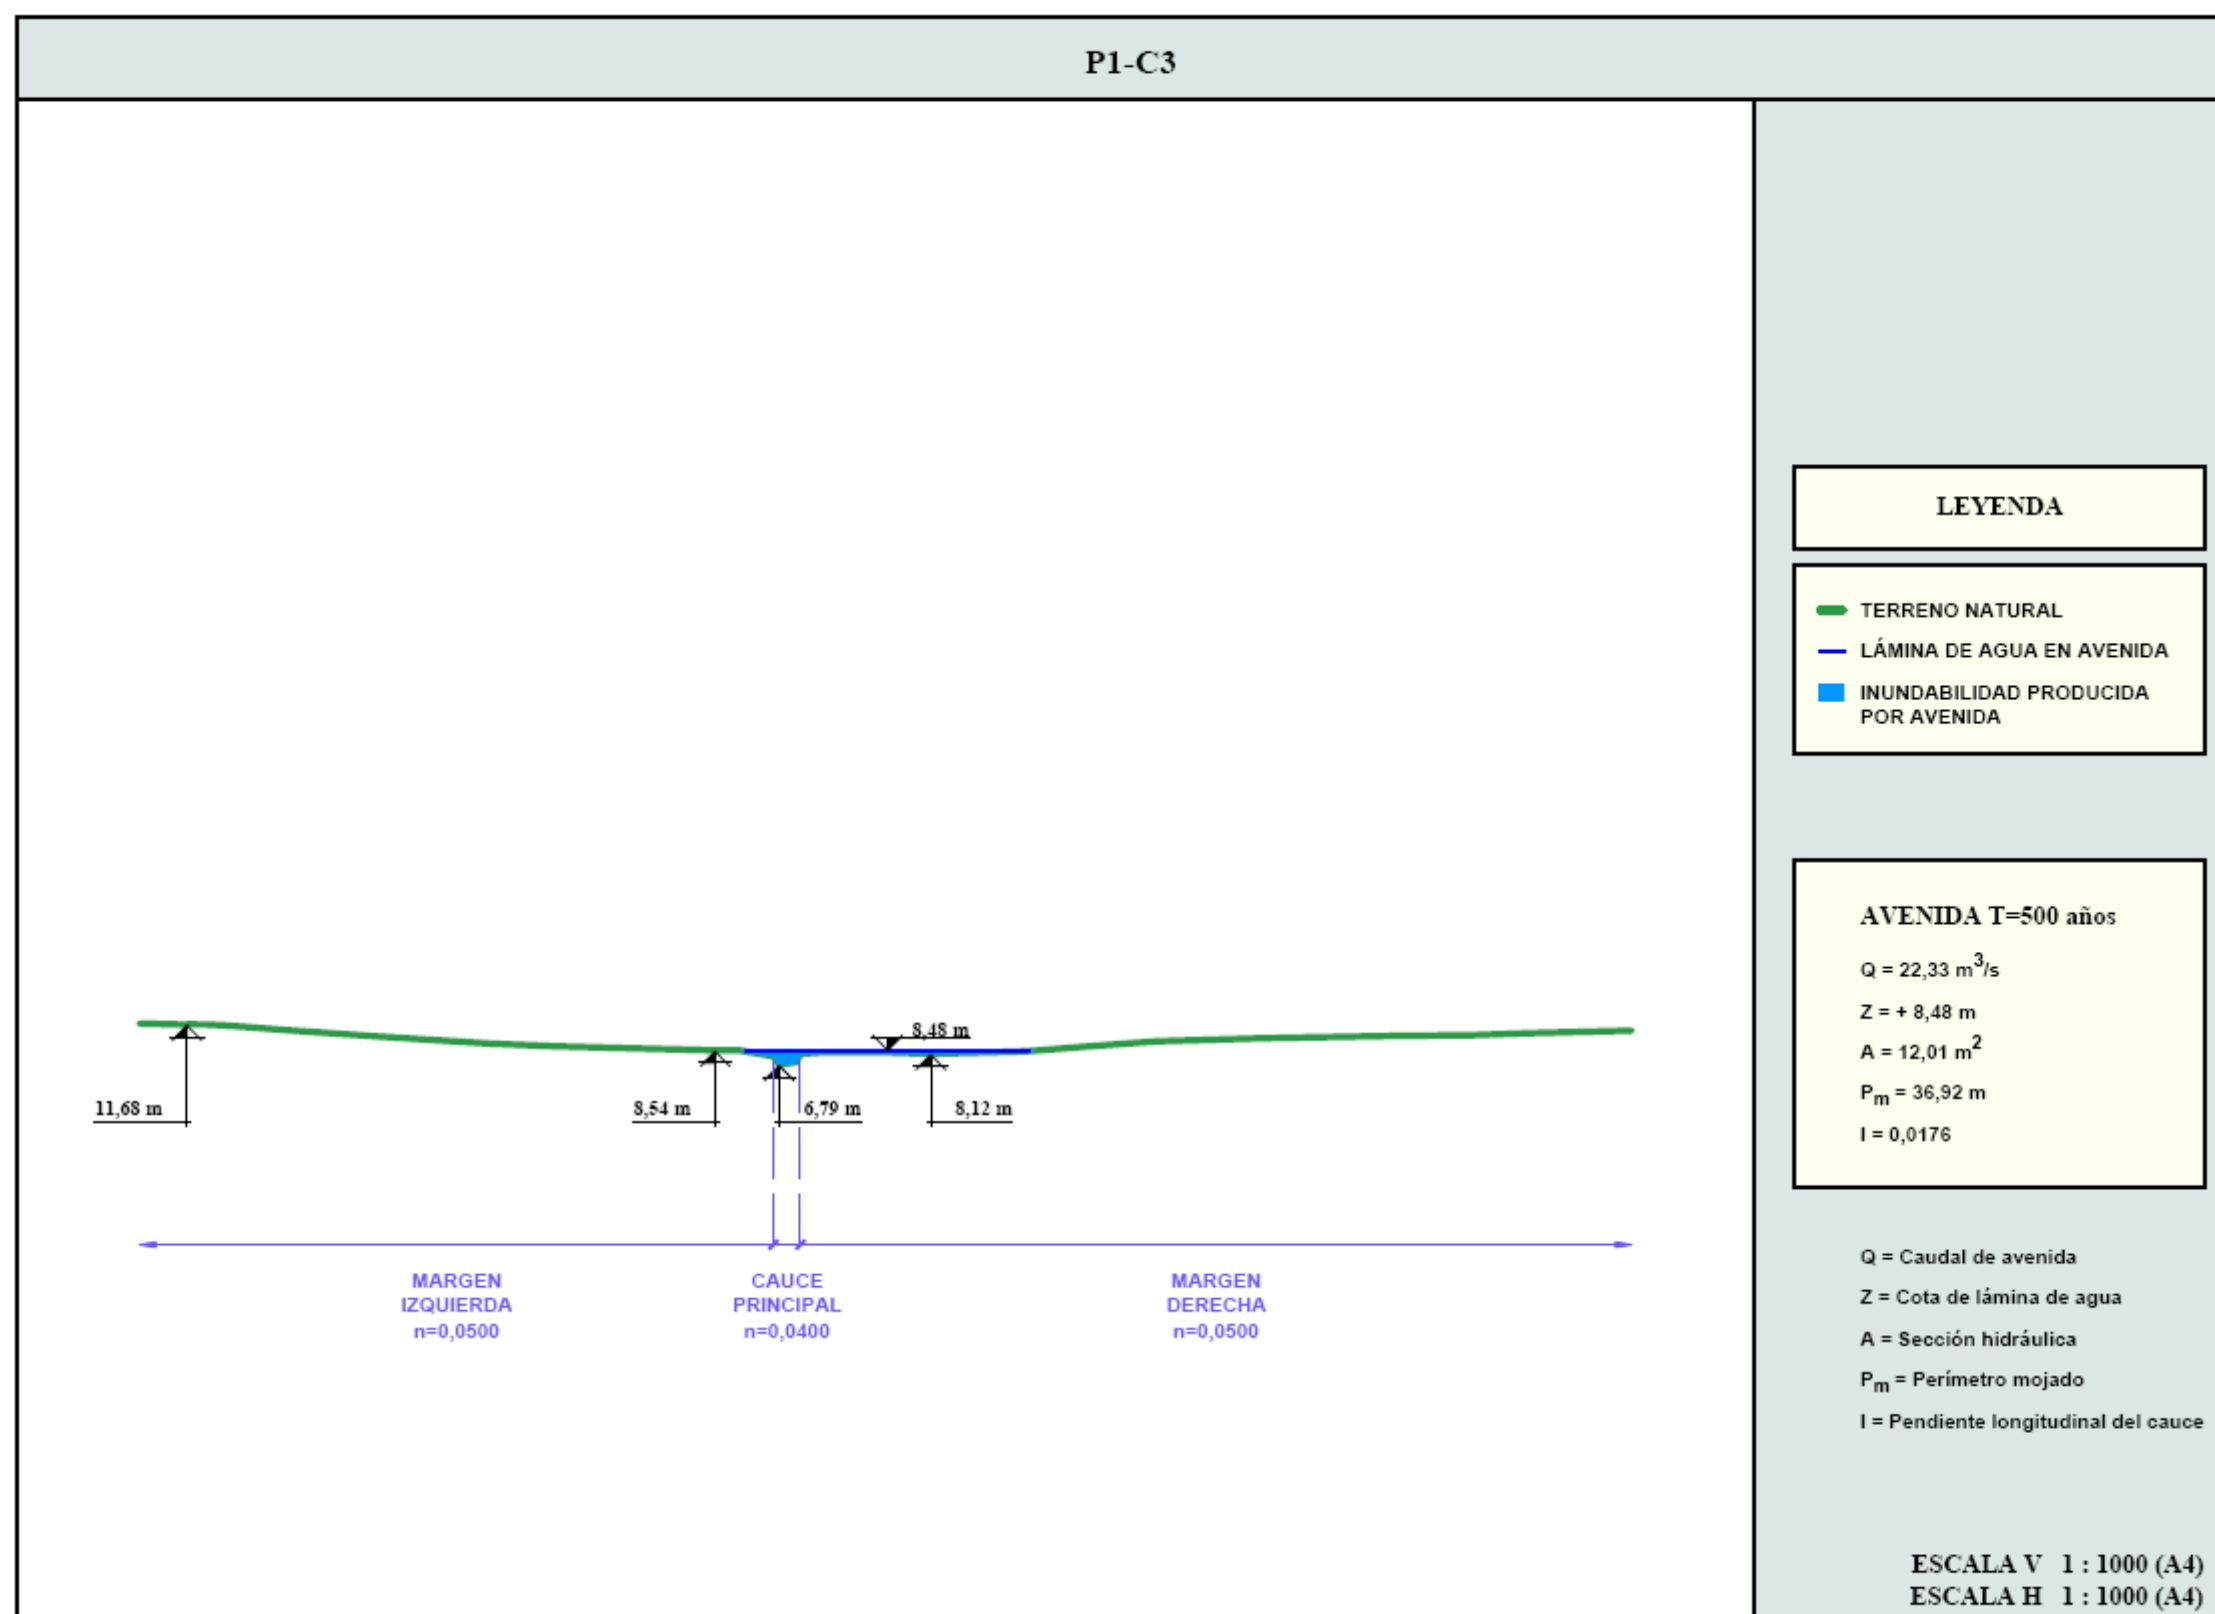 P1-C3
LEYENDA
TERRENO NATURAL
LÁMINA DE AGUA EN AVENIDA
INUNDABILIDAD PRODUCIDA
POR AVENIDA
AVENIDA T=500 años
Q = 22,33 m³/s
Z = + 8,48 m
A = 12,01 m²
Pm = 36,92 m
I = 0,0176
8,48 m
11,68 m
8,54 m
6,79 m
8,12 m
MARGEN
IZQUIERDA
n=0,0500
CAUCE
PRINCIPAL
n=0,0400
MARGEN
DERECHA
n=0,0500
Q = Caudal de avenida
Z = Cota de lámina de agua
A = Sección hidráulica
Pm = Perímetro mojado
I = Pendiente longitudinal del cauce
ESCALA V 1 : 1000 (A4)
ESCALA H 1 : 1000 (A4)